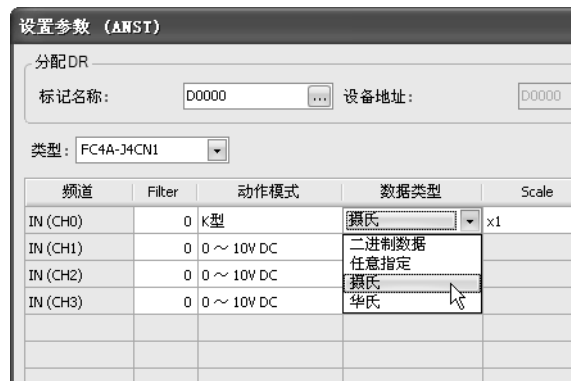 设置参数 (ANST)
分配DR
标记名称: D0000 ... 设备地址: D0000
类型: FC4A-J4CN1
频道 Filter 动作模式 数据类型 Scale
IN (CH0) 0 K型 摄氏 x1
IN (CH1) 0 0 ~ 10V DC 二进制数据
任意指定
IN (CH2) 0 0 ~ 10V DC 摄氏
IN (CH3) 0 0 ~ 10V DC 华氏